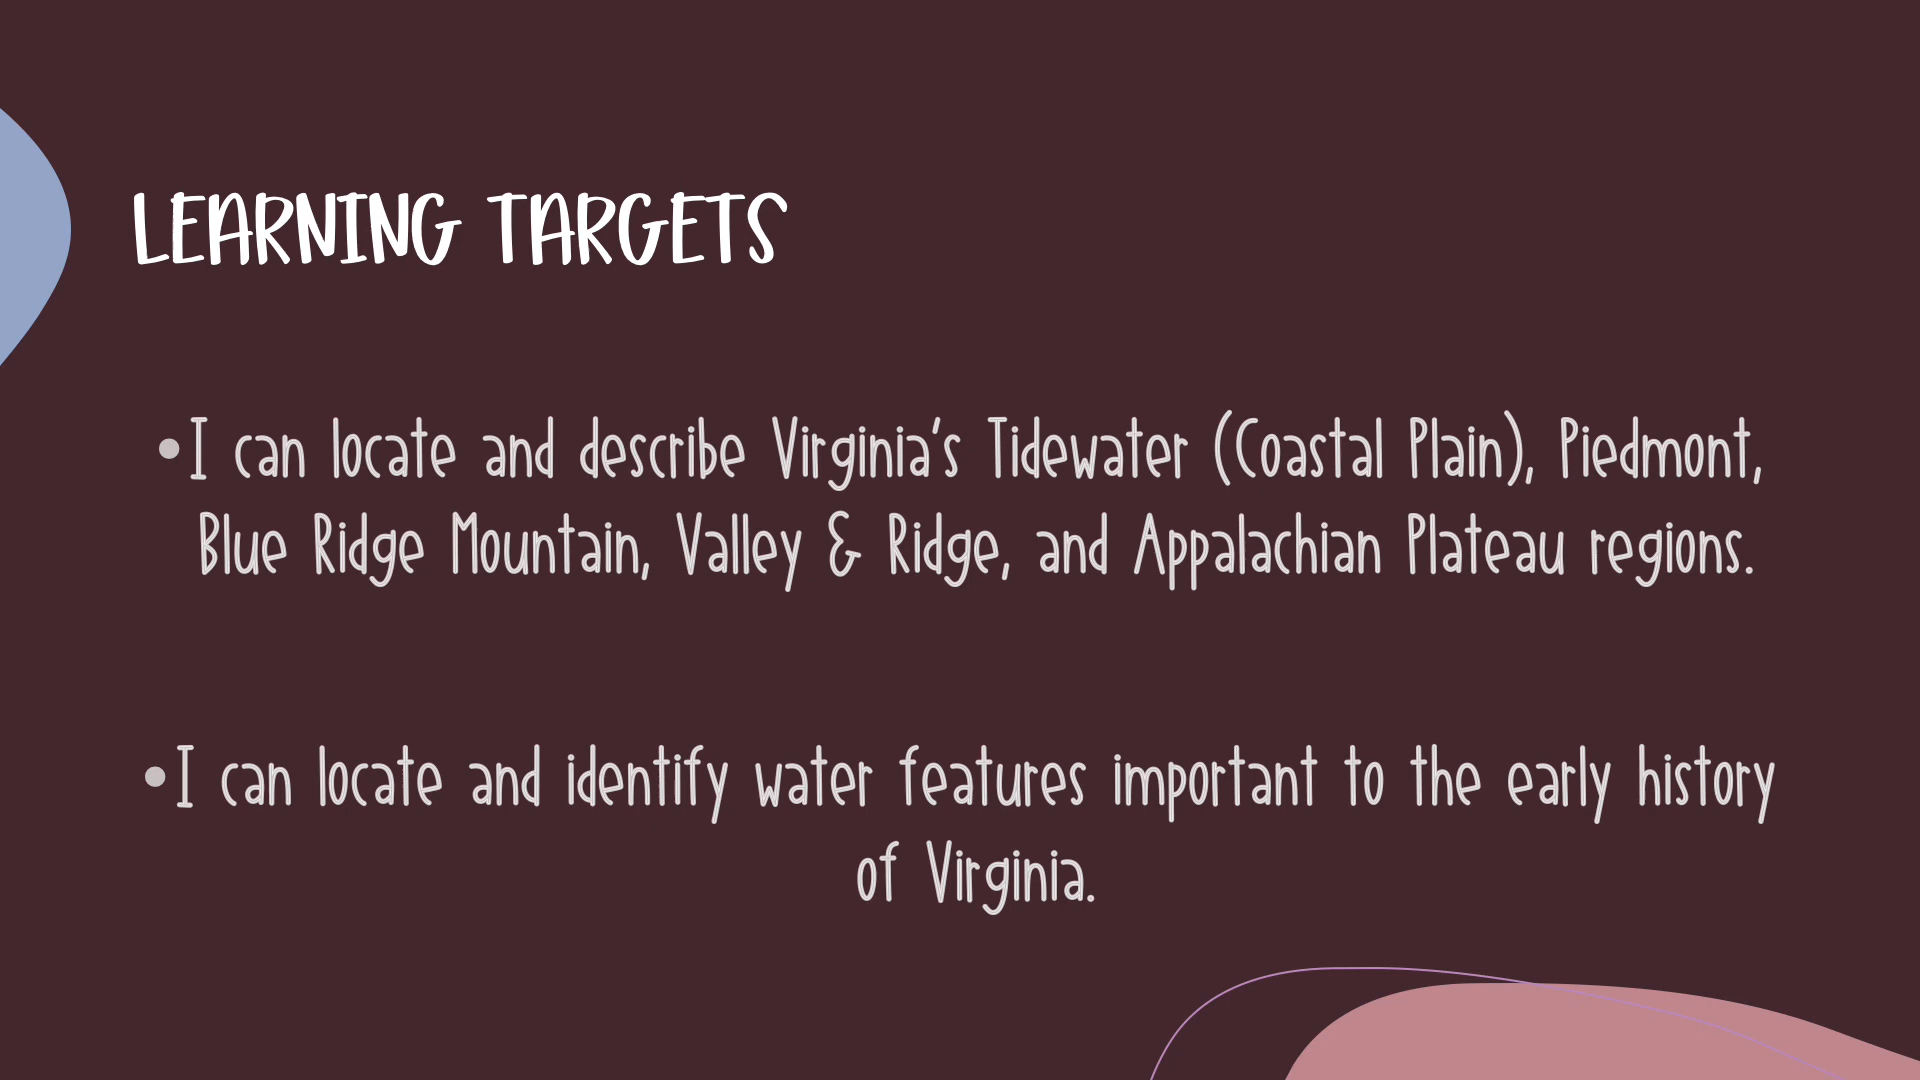 LEARNING TARGETS
•I can locate and describe Virginia's Tidewater (Coastal Plain), Piedmont,
Blue Ridge Mountain, Valley & Ridge, and Appalachian Plateau regions.
•I can locate and identify water features important to the early history
of Virginia.